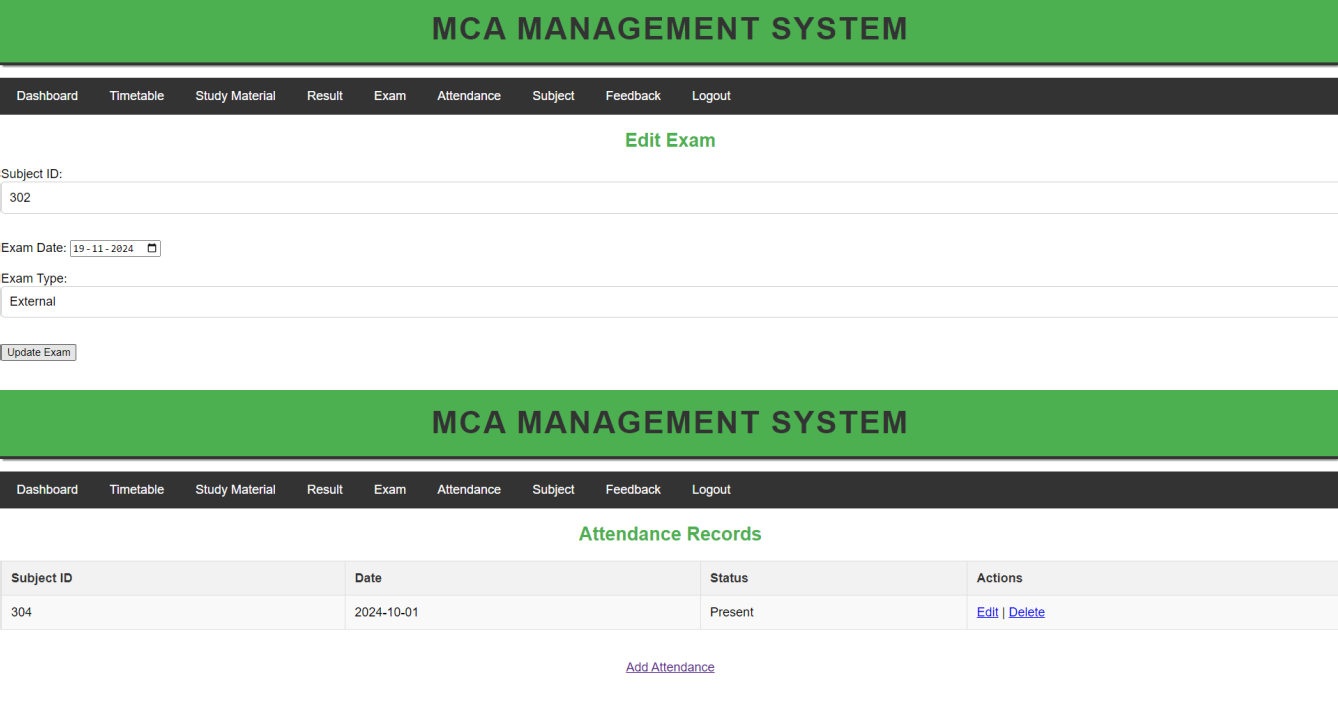 MCA MANAGEMENT SYSTEM
Dashboard Timetable Study Material Result Exam Attendance Subject Feedback Logout
Edit Exam
Subject ID:
302
Exam Date: 19-11-2024
Exam Type:
External
Update Exam
MCA MANAGEMENT SYSTEM
Dashboard Timetable Study Material Result Exam Attendance Subject Feedback Logout
Attendance Records
Subject ID Date Status Actions
304 2024-10-01 Present Edit | Delete
Add Attendance